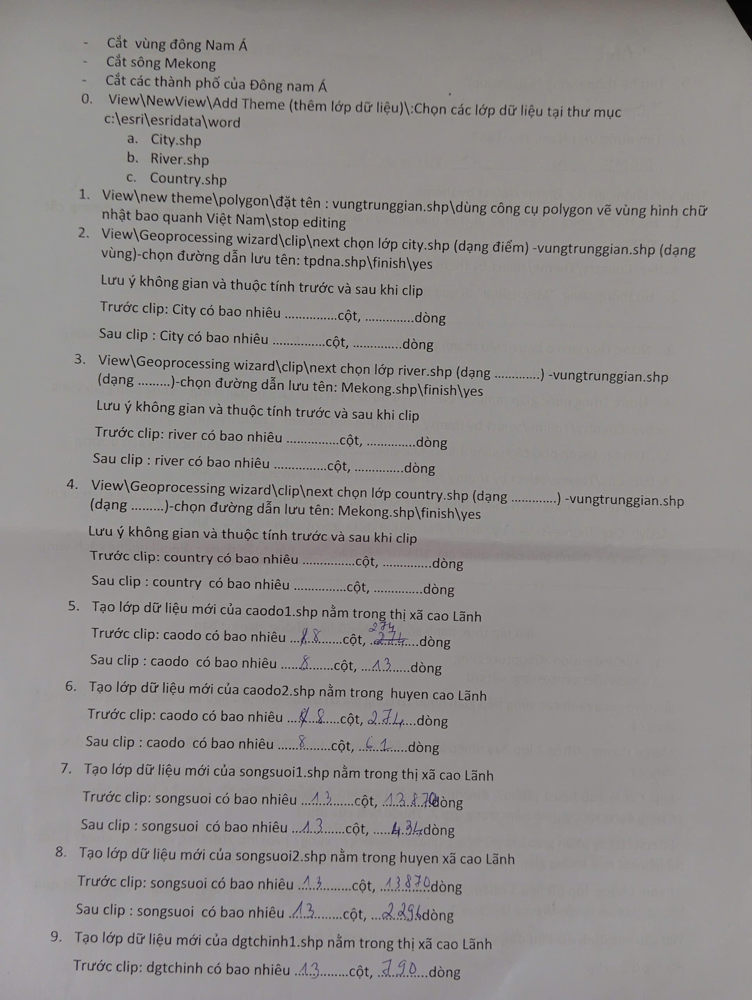 - Cắt vùng đông Nam Á
- Cắt sông Mekong
- Cắt các thành phố của Đông nam Á
0. View\NewView\Add Theme (thêm lớp dữ liệu)\:Chọn các lớp dữ liệu tại thư mục
c:\esri\esridata\word
a. City.shp
b. River.shp
c. Country.shp
1. View\new theme\polygon\đặt tên : vungtrunggian.shp\dùng công cụ polygon vẽ vùng hình chữ
nhật bao quanh Việt Nam\stop editing
2. View\Geoprocessing wizard\clip\next chọn lớp city.shp (dạng điểm) -vungtrunggian.shp (dạng
vùng)-chọn đường dẫn lưu tên: tpdna.shp\finish\yes
Lưu ý không gian và thuộc tính trước và sau khi clip
Trước clip: City có bao nhiêu ...............cột, ..............dòng
Sau clip : City có bao nhiêu ...............cột, ..............dòng
3. View\Geoprocessing wizard\clip\next chọn lớp river.shp (dạng .............) -vungtrunggian.shp
(dạng .........)-chọn đường dẫn lưu tên: Mekong.shp\finish\yes
Lưu ý không gian và thuộc tính trước và sau khi clip
Trước clip: river có bao nhiêu ...............cột, ..............dòng
Sau clip : river có bao nhiêu ...............cột, ..............dòng
4. View\Geoprocessing wizard\clip\next chọn lớp country.shp (dạng .............) -vungtrunggian.shp
(dạng .........)-chọn đường dẫn lưu tên: Mekong.shp\finish\yes
Lưu ý không gian và thuộc tính trước và sau khi clip
Trước clip: country có bao nhiêu ...............cột, ..............dòng
Sau clip : country có bao nhiêu ...............cột, ..............dòng
5. Tạo lớp dữ liệu mới của caodo1.shp nằm trong thị xã cao Lãnh
Trước clip: caodo có bao nhiêu ...8...cột, ...274...dòng
Sau clip : caodo có bao nhiêu ...8...cột, ...13...dòng
6. Tạo lớp dữ liệu mới của caodo2.shp nằm trong huyen cao Lãnh
Trước clip: caodo có bao nhiêu ...8...cột, 274...dòng
Sau clip : caodo có bao nhiêu ...8...cột, ...61...dòng
7. Tạo lớp dữ liệu mới của songsuoi1.shp nằm trong thị xã cao Lãnh
Trước clip: songsuoi có bao nhiêu ...13...cột, 13870dòng
Sau clip : songsuoi có bao nhiêu ...13...cột, ...434dòng
8. Tạo lớp dữ liệu mới của songsuoi2.shp nằm trong huyen xã cao Lãnh
Trước clip: songsuoi có bao nhiêu ...13...cột, 13870dòng
Sau clip : songsuoi có bao nhiêu ...13...cột, ...2296dòng
9. Tạo lớp dữ liệu mới của dgtchinh1.shp nằm trong thị xã cao Lãnh
Trước clip: dgtchinh có bao nhiêu ...13...cột, ...790...dòng